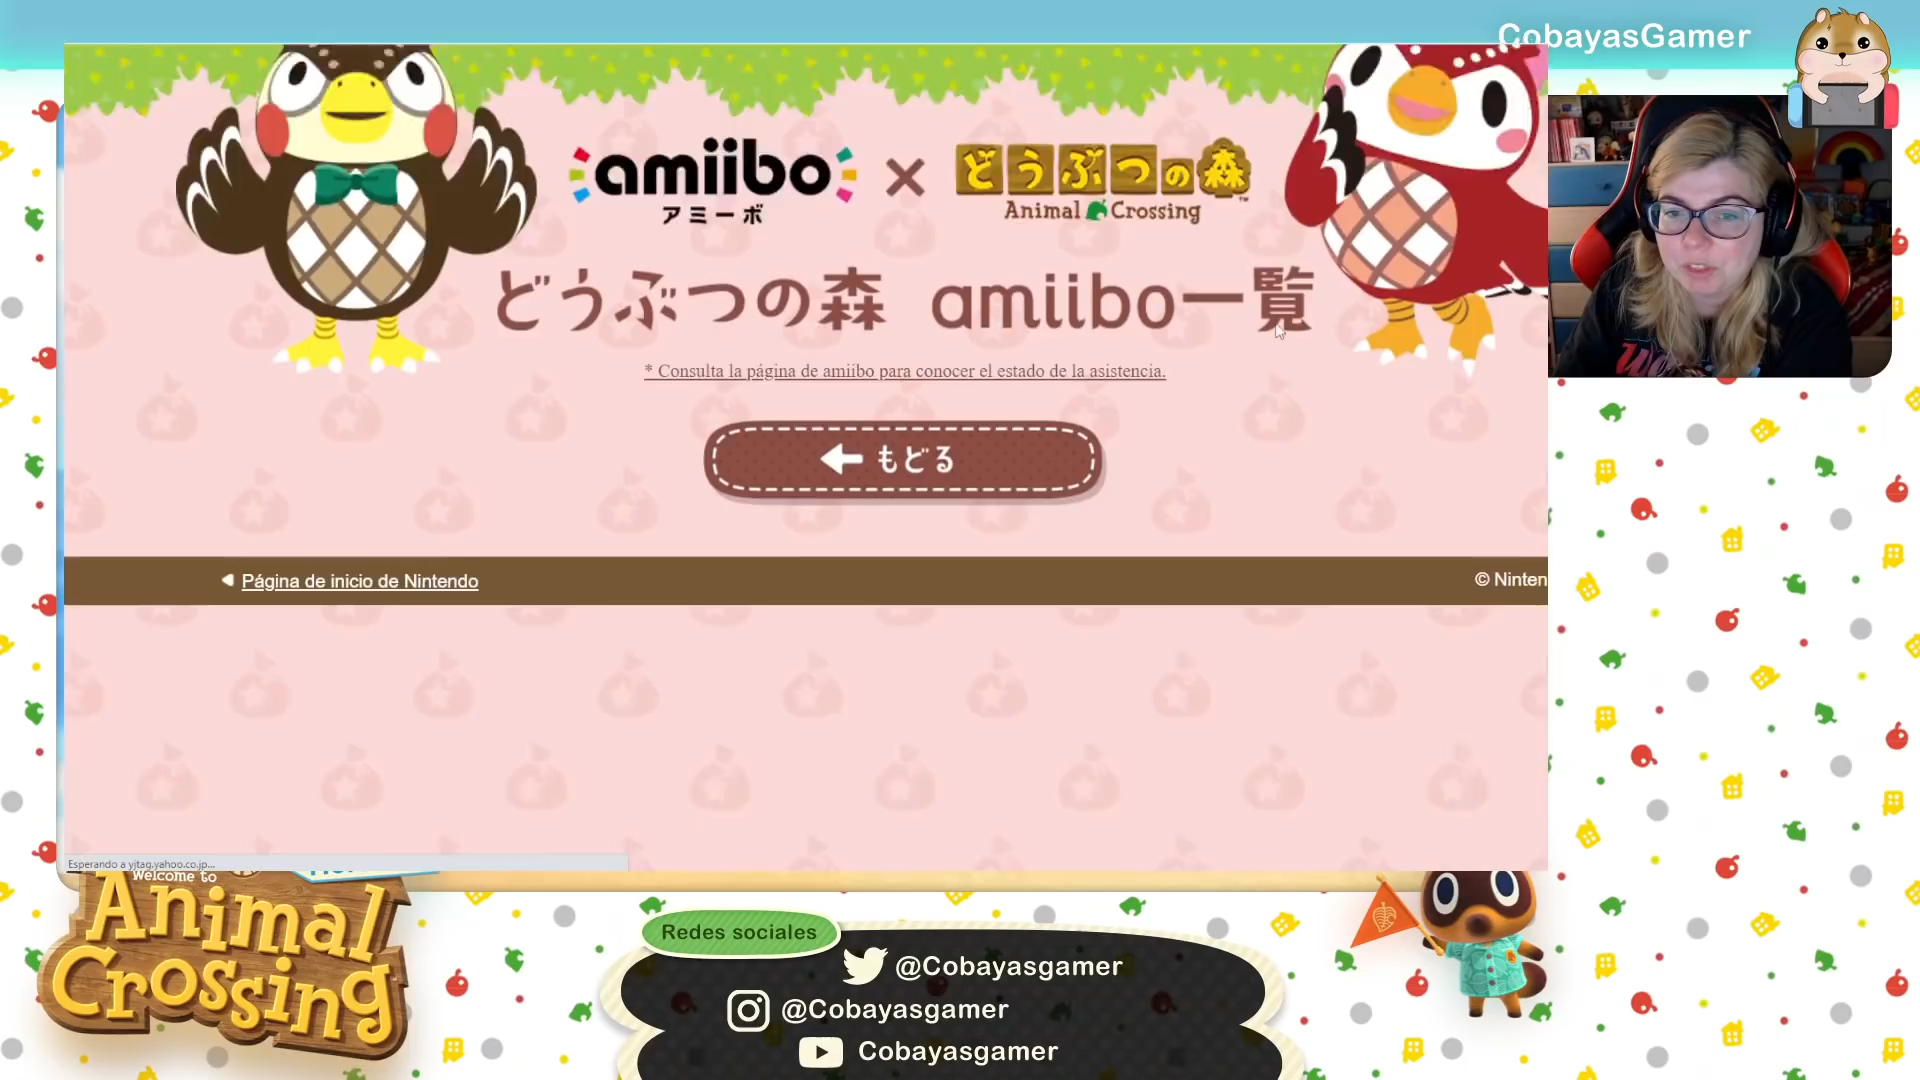 CobayasGamer
amiibo × どうぶつの森
アミーボ
Animal Crossing
どうぶつの森 amiibo一覧
* Consulta la página de amiibo para conocer el estado de la asistencia.
もどる
Página de inicio de Nintendo
© Ninten
Esperando a yjtag.yahoo.co.jp...
Welcome to
Animal
Crossing
Redes sociales
@Cobayasgamer
@Cobayasgamer
Cobayasgamer